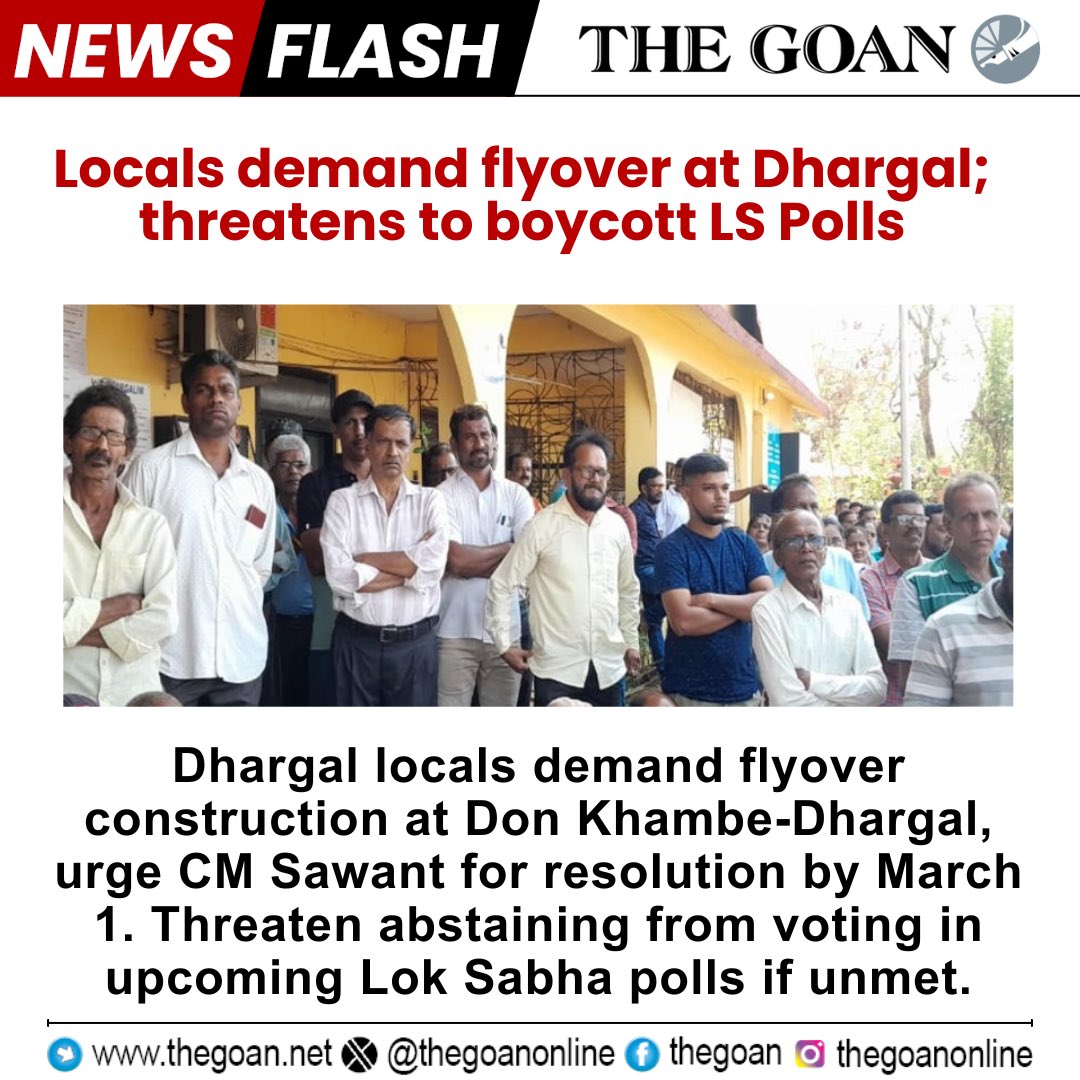 NEWS FLASH THE GOAN
Locals demand flyover at Dhargal;
threatens to boycott LS Polls
Dhargal locals demand flyover
construction at Don Khambe-Dhargal,
urge CM Sawant for resolution by March
1. Threaten abstaining from voting in
upcoming Lok Sabha polls if unmet.
www.thegoan.net @thegoanonline thegoan thegoanonline